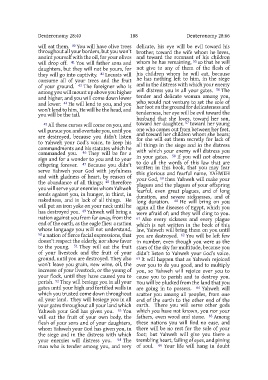 Deuteronomy 28:40
188
Deuteronomy 28:66
will eat them. 40 You will have olive trees
throughout all your borders, but you won't
anoint yourself with the oil, for your olives
will drop off. 41 You will father sons and
daughters, but they will not be yours, for
they will go into captivity. 42 Locusts will
consume all of your trees and the fruit
of your ground. 43 The foreigner who is
among you will mount up above you higher
and higher, and you will come down lower
and lower. 44 He will lend to you, and you
won't lend to him. He will be the head, and
you will be the tail.
45 All these curses will come on you, and
will pursue you and overtake you, until you
are destroyed, because you didn't listen
to Yahweh your God's voice, to keep his
commandments and his statutes which he
commanded you. 46 They will be for a
sign and for a wonder to you and to your
offspring forever. 47 Because you didn't
serve Yahweh your God with joyfulness
and with gladness of heart, by reason of
the abundance of all things; 48 therefore
you will serve your enemies whom Yahweh
sends against you, in hunger, in thirst, in
nakedness, and in lack of all things. He
will put an iron yoke on your neck until he
has destroyed you. 49 Yahweh will bring a
nation against you from far away, from the
end of the earth, as the eagle flies: a nation
whose language you will not understand,
50 a nation of fierce facial expressions, that
doesn't respect the elderly, nor show favor
to the young. 51 They will eat the fruit
of your livestock and the fruit of your
ground, until you are destroyed. They also
won't leave you grain, new wine, oil, the
increase of your livestock, or the young of
your flock, until they have caused you to
perish. 52 They will besiege you in all your
gates until your high and fortified walls in
which you trusted come down throughout
all your land. They will besiege you in all
your gates throughout all your land which
Yahweh your God has given you. 53 You
will eat the fruit of your own body, the
flesh of your sons and of your daughters,
whom Yahweh your God has given you, in
the siege and in the distress with which
your enemies will distress you. 54 The
man who is tender among you, and very
delicate, his eye will be evil toward his
brother, toward the wife whom he loves,
and toward the remnant of his children
whom he has remaining, 55 so that he will
not give to any of them of the flesh of
his children whom he will eat, because
he has nothing left to him, in the siege
and in the distress with which your enemy
will distress you in all your gates. 56 The
tender and delicate woman among you,
who would not venture to set the sole of
her foot on the ground for delicateness and
tenderness, her eye will be evil toward the
husband that she loves, toward her son,
toward her daughter, 57 toward her young
one who comes out from between her feet,
and toward her children whom she bears;
for she will eat them secretly for lack of
all things in the siege and in the distress
with which your enemy will distress you
in your gates. 58 If you will not observe
to do all the words of this law that are
written in this book, that you may fear
this glorious and fearful name, YAHWEH
your God, 59 then Yahweh will make your
plagues and the plagues of your offspring
fearful, even great plagues, and of long
duration, and severe sicknesses, and of
long duration. 60 He will bring on you
again all the diseases of Egypt, which you
were afraid of; and they will cling to you.
61 Also every sickness and every plague
which is not written in the book of this
law, Yahweh will bring them on you until
you are destroyed. 62 You will be left few
in number, even though you were as the
stars of the sky for multitude, because you
didn't listen to Yahweh your God's voice.
63 It will happen that as Yahweh rejoiced
over you to do you good, and to multiply
you, so Yahweh will rejoice over you to
cause you to perish and to destroy you.
You will be plucked from the land that you
are going in to possess. 64 Yahweh will
scatter you among all peoples, from one
end of the earth to the other end of the
earth. There you will serve other gods
which you have not known, you nor your
fathers, even wood and stone. 65 Among
these nations you will find no ease, and
there will be no rest for the sole of your
foot; but Yahweh will give you there a
trembling heart, failing of eyes, and pining
of soul. 66 Your life will hang in doubt